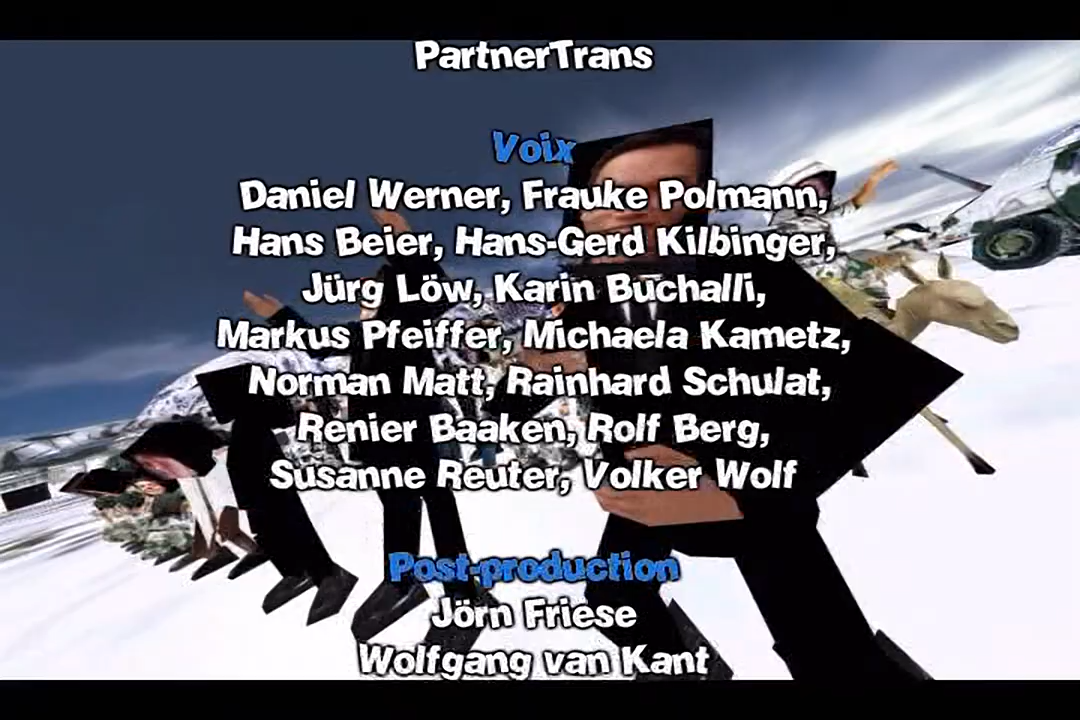 PartnerTrans
Voix
Daniel Werner, Frauke Polmann,
Hans Beier, Hans-Gerd Kilbinger,
Jürg Löw, Karin Buchalli,
Markus Pfeiffer, Michaela Kametz,
Norman Matt, Rainhard Schulat,
Renier Baaken, Rolf Berg,
Susanne Reuter, Volker Wolf
Post-production
Jörn Friese
Wolfgang van Kant